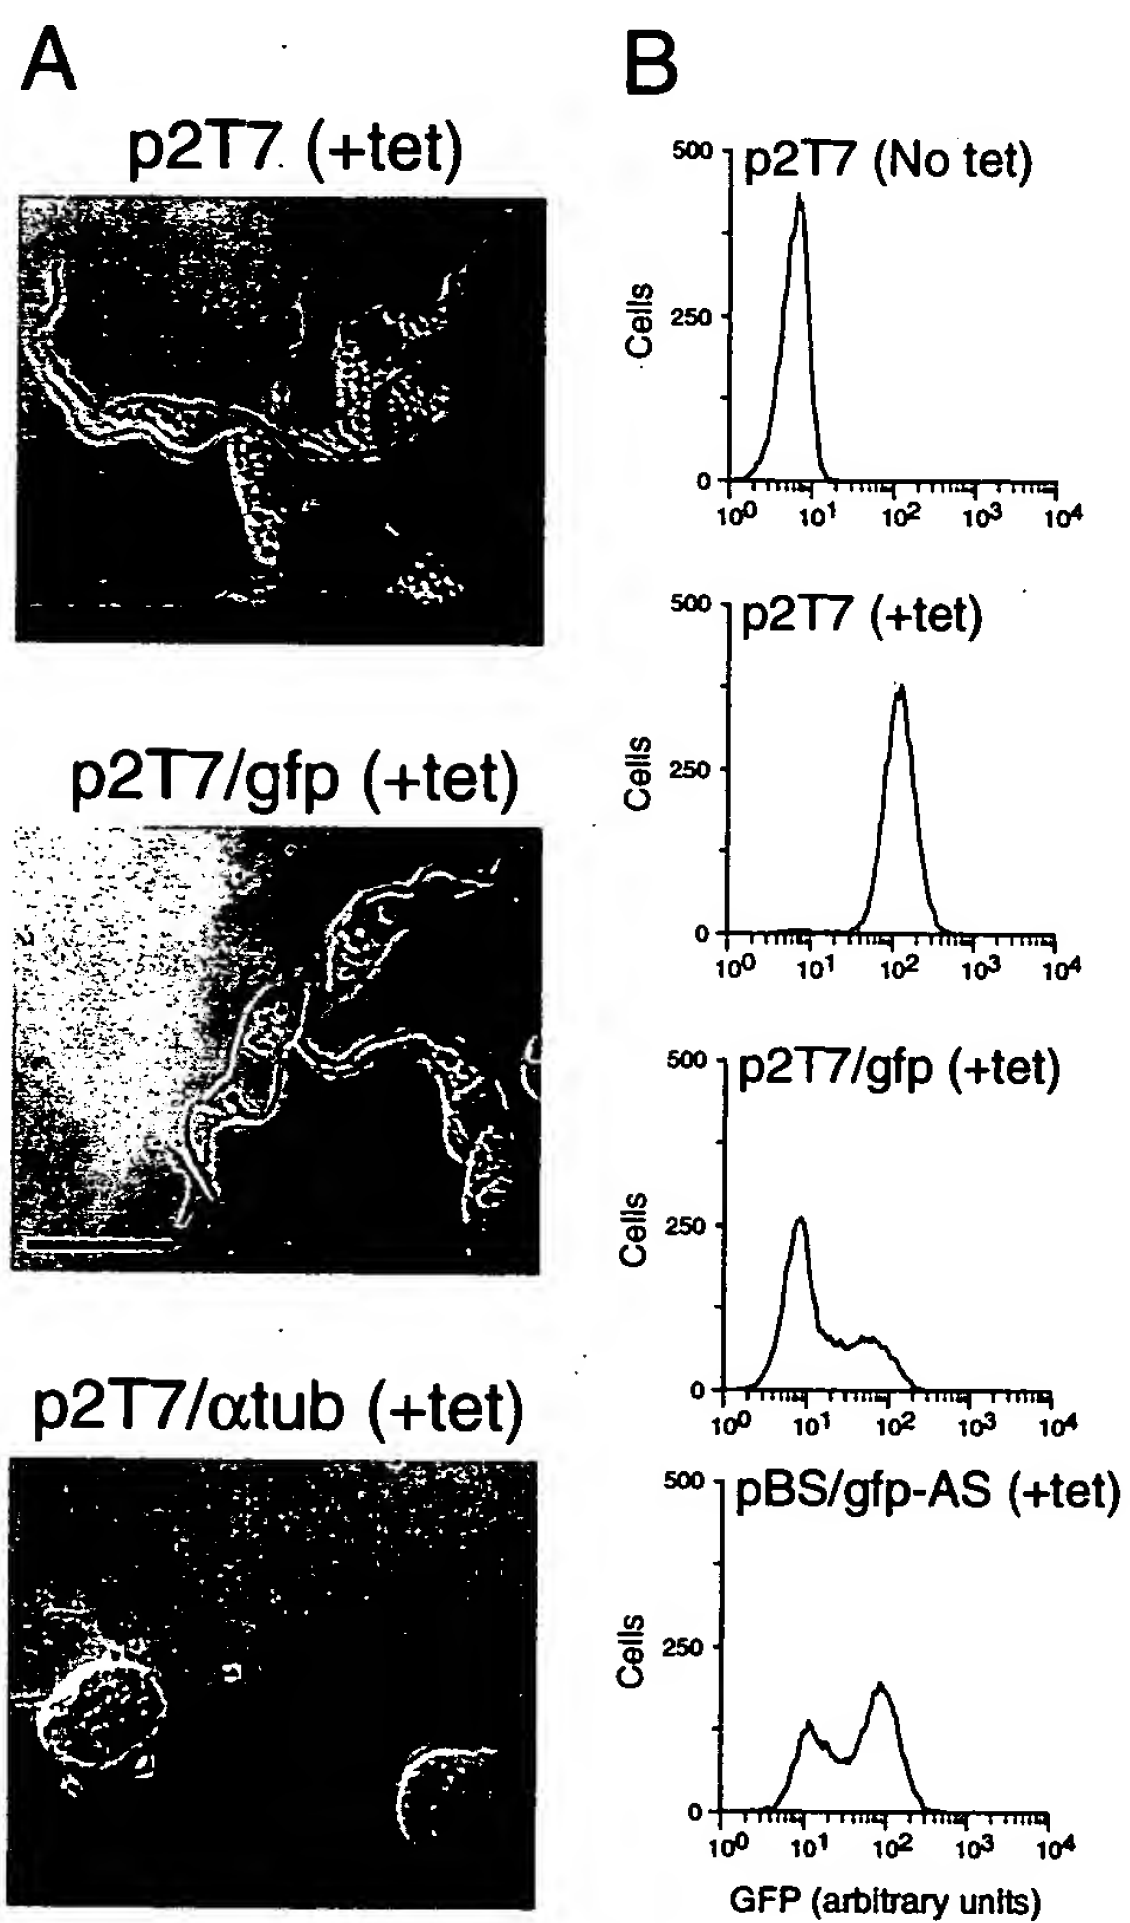 A
p2T7 (+tet)
p2T7/gfp (+tet)
p2T7/αtub (+tet)
B
500
p2T7 (No tet)
Cells
250
0
10⁰ 10¹ 10² 10³ 10⁴
500
p2T7 (+tet)
Cells
250
0
10⁰ 10¹ 10² 10³ 10⁴
500
p2T7/gfp (+tet)
Cells
250
0
10⁰ 10¹ 10² 10³ 10⁴
500
pBS/gfp-AS (+tet)
Cells
250
0
10⁰ 10¹ 10² 10³ 10⁴
GFP (arbitrary units)